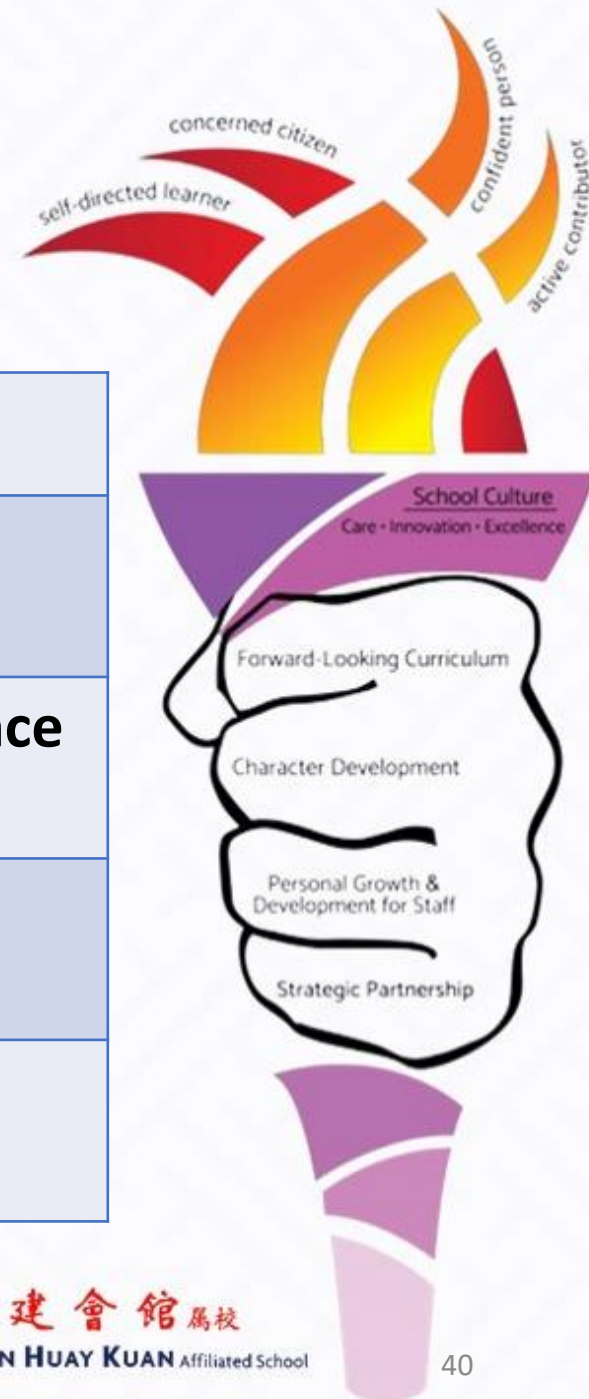 concerned citizen
self-directed learner
confident person
active contributor
School Culture
Care • Innovation • Excellence
Forward-Looking Curriculum
Character Development
Personal Growth &
Development for Staff
Strategic Partnership
建 會 館 属校
HUAY KUAN Affiliated School
40